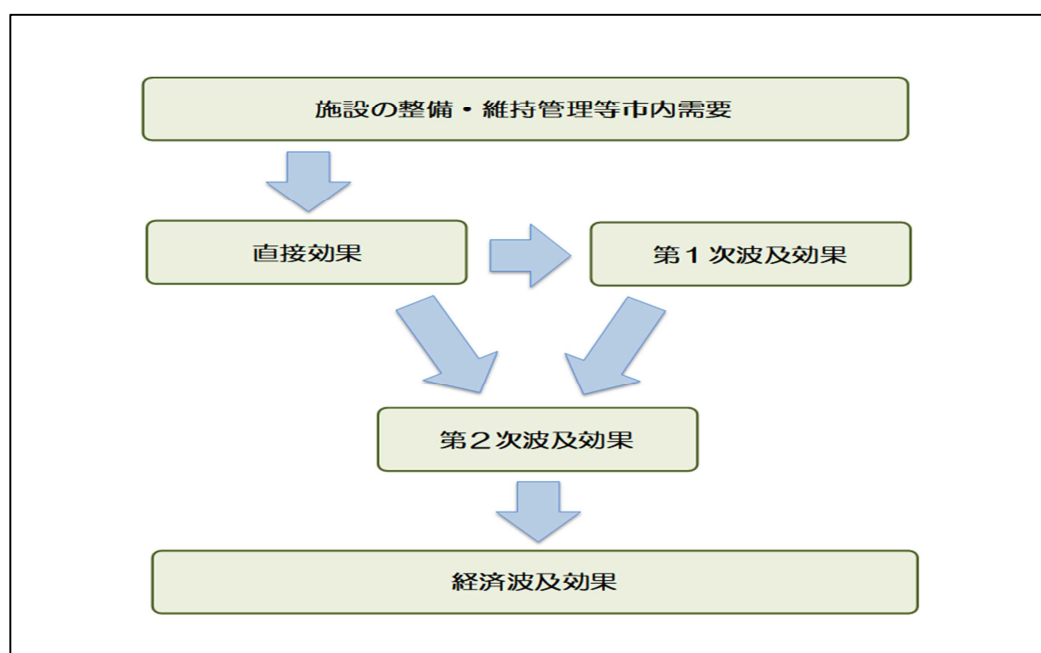 施設の整備・維持管理等市内需要
直接効果
第１次波及効果
第２次波及効果
経済波及効果